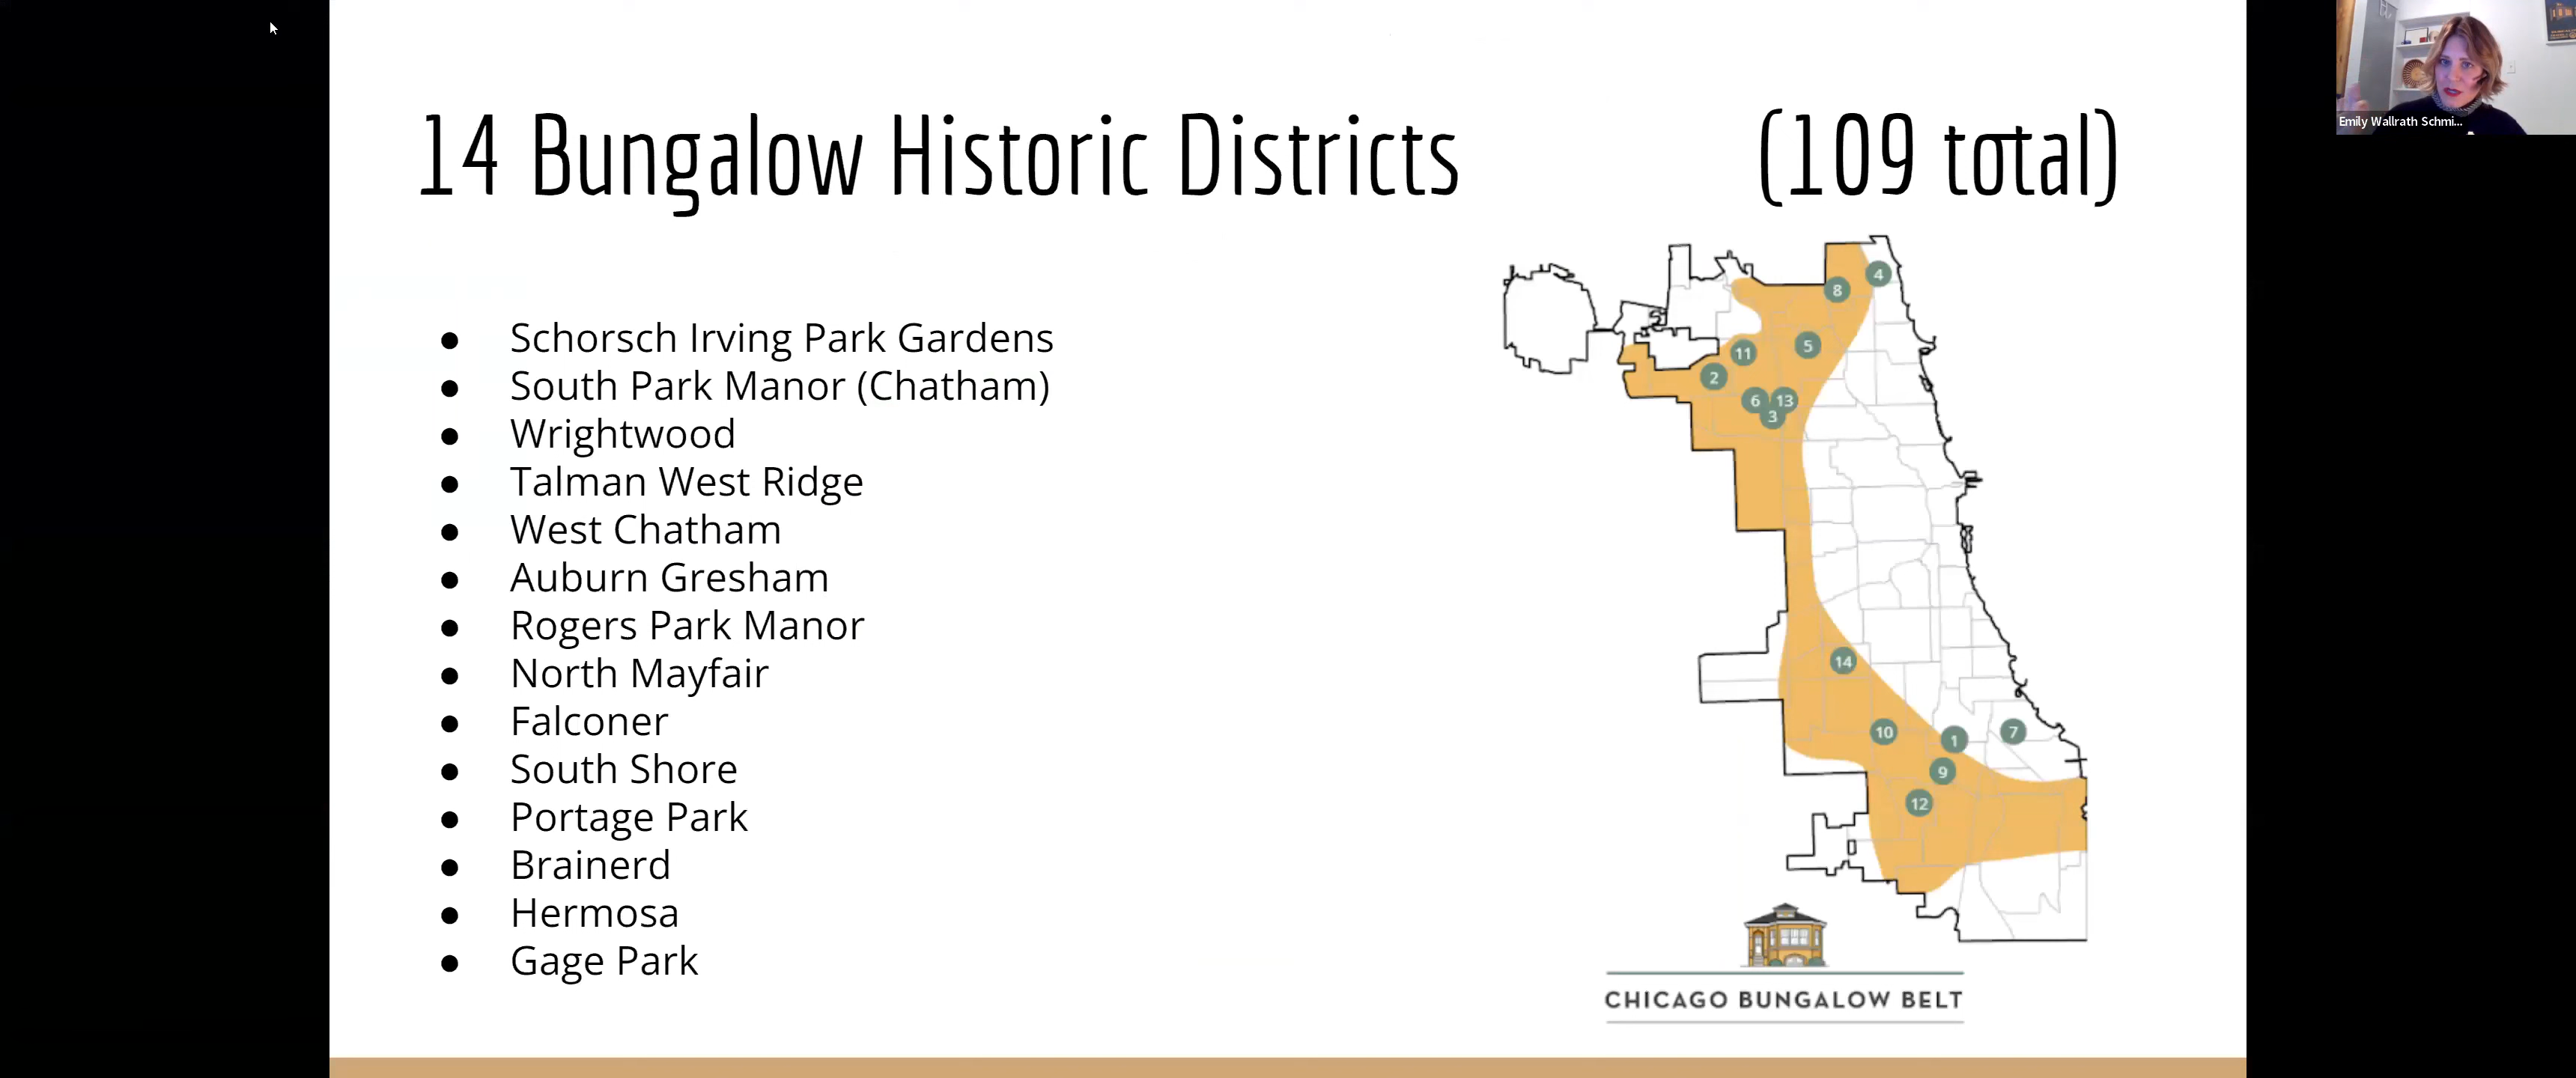 14 Bungalow Historic Districts (109 total)
Emily Wallrath Schmi...
● Schorsch Irving Park Gardens
● South Park Manor (Chatham)
● Wrightwood
● Talman West Ridge
● West Chatham
● Auburn Gresham
● Rogers Park Manor
● North Mayfair
● Falconer
● South Shore
● Portage Park
● Brainerd
● Hermosa
● Gage Park
4
8
5
11
2
6
13
3
14
10
1
7
9
12
CHICAGO BUNGALOW BELT